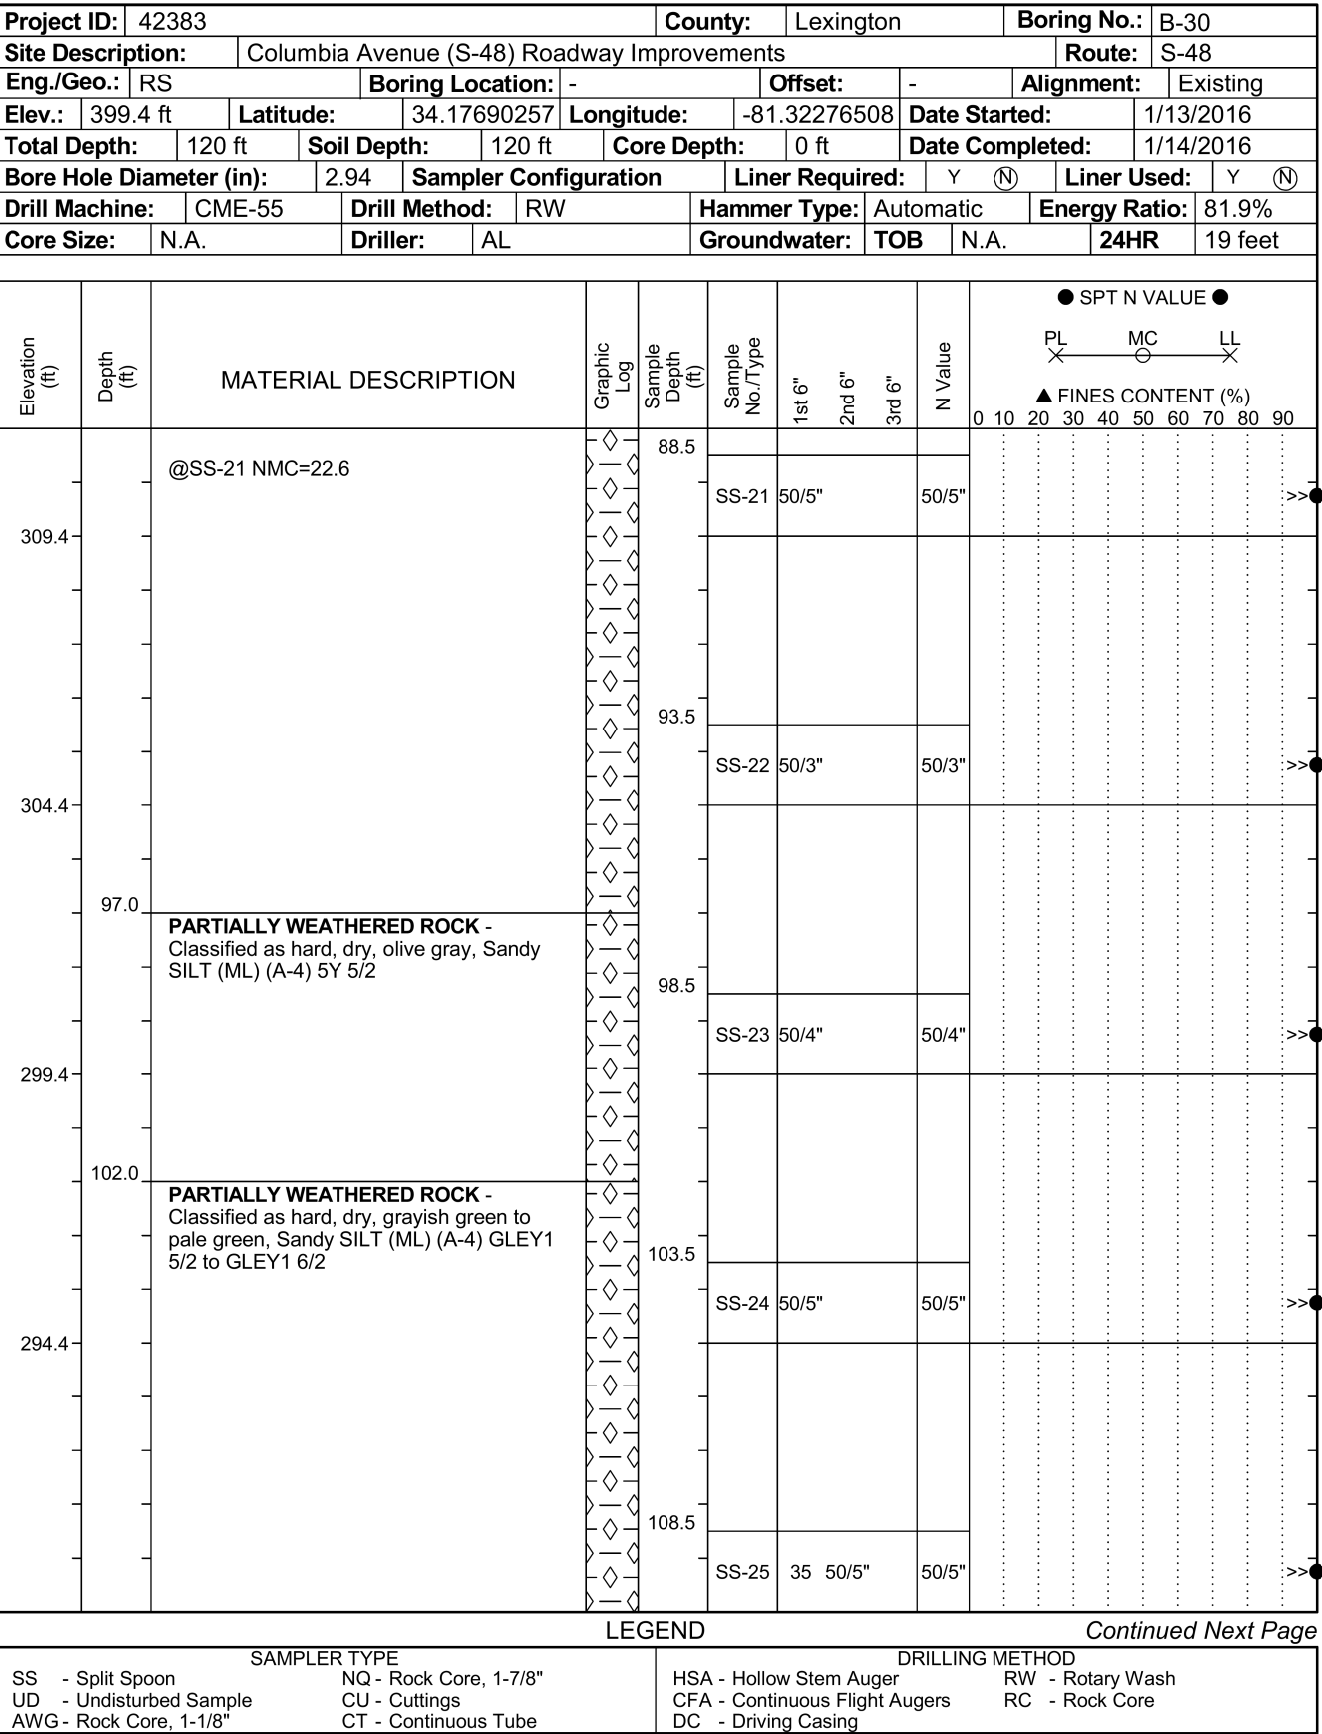 Project ID: 42383 County: Lexington Boring No.: B-30
Site Description: Columbia Avenue (S-48) Roadway Improvements Route: S-48
Eng./Geo.: RS Boring Location: - Offset: - Alignment: Existing
Elev.: 399.4 ft Latitude: 34.17690257 Longitude: -81.32276508 Date Started: 1/13/2016
Total Depth: 120 ft Soil Depth: 120 ft Core Depth: 0 ft Date Completed: 1/14/2016
Bore Hole Diameter (in): 2.94 Sampler Configuration Liner Required: Y N Liner Used: Y N
Drill Machine: CME-55 Drill Method: RW Hammer Type: Automatic Energy Ratio: 81.9%
Core Size: N.A. Driller: AL Groundwater: TOB N.A. 24HR 19 feet
Elevation (ft)
Depth (ft)
MATERIAL DESCRIPTION
Graphic Log
Sample Depth (ft)
Sample No./Type
1st 6"
2nd 6"
3rd 6"
N Value
● SPT N VALUE ●
PL MC LL
▲ FINES CONTENT (%)
0 10 20 30 40 50 60 70 80 90
88.5
@SS-21 NMC=22.6
SS-21 50/5" 50/5" >>
309.4
93.5
SS-22 50/3" 50/3" >>
304.4
97.0
PARTIALLY WEATHERED ROCK -
Classified as hard, dry, olive gray, Sandy
SILT (ML) (A-4) 5Y 5/2
98.5
SS-23 50/4" 50/4" >>
299.4
102.0
PARTIALLY WEATHERED ROCK -
Classified as hard, dry, grayish green to
pale green, Sandy SILT (ML) (A-4) GLEY1
5/2 to GLEY1 6/2
103.5
SS-24 50/5" 50/5" >>
294.4
108.5
SS-25 35 50/5" 50/5" >>
LEGEND Continued Next Page
SAMPLER TYPE
SS - Split Spoon NQ - Rock Core, 1-7/8"
UD - Undisturbed Sample CU - Cuttings
AWG - Rock Core, 1-1/8" CT - Continuous Tube
DRILLING METHOD
HSA - Hollow Stem Auger RW - Rotary Wash
CFA - Continuous Flight Augers RC - Rock Core
DC - Driving Casing